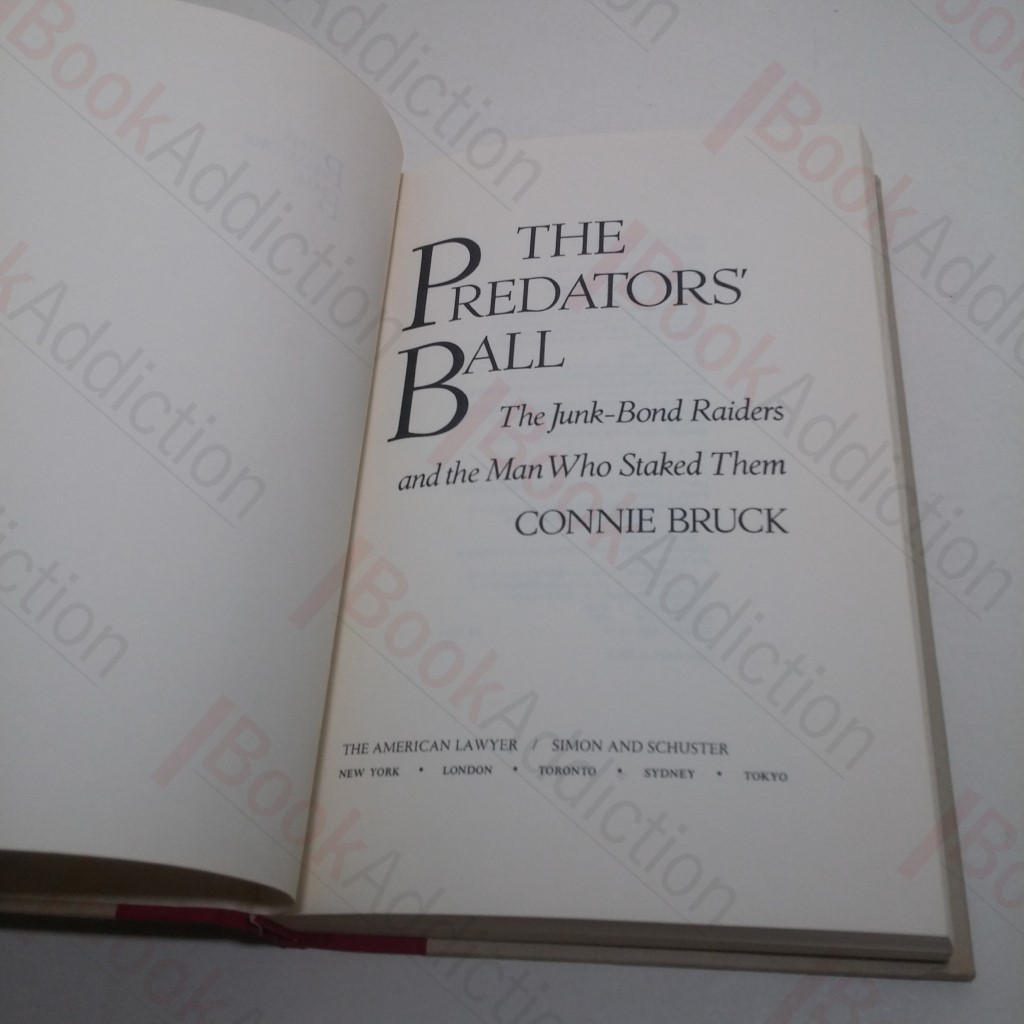 THE
PREDATORS'
BALL
The Junk-Bond Raiders
and the Man Who Staked Them
CONNIE BRUCK
THE AMERICAN LAWYER / SIMON AND SCHUSTER
NEW YORK • LONDON • TORONTO • SYDNEY • TOKYO
BookAddiction